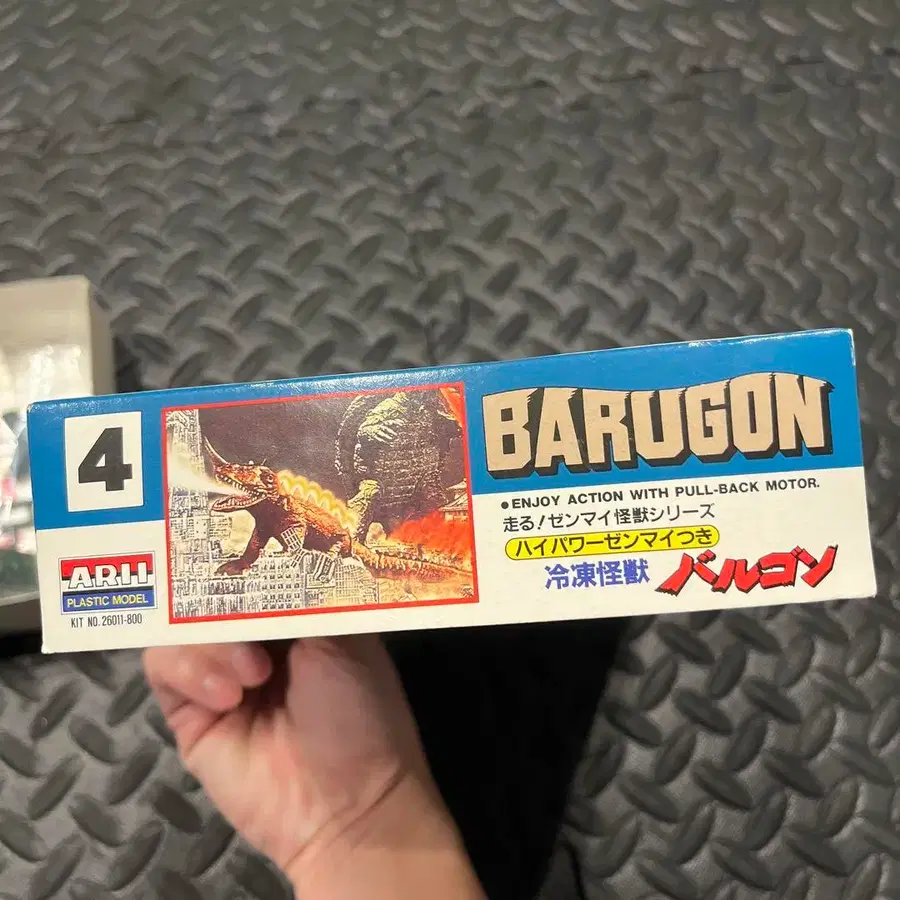 4
ARII
PLASTIC MODEL
KIT NO. 26011-800
BARUGON
●ENJOY ACTION WITH PULL-BACK MOTOR.
走る!ゼンマイ怪獣シリーズ
ハイパワーゼンマイつき
冷凍怪獣 バルゴン